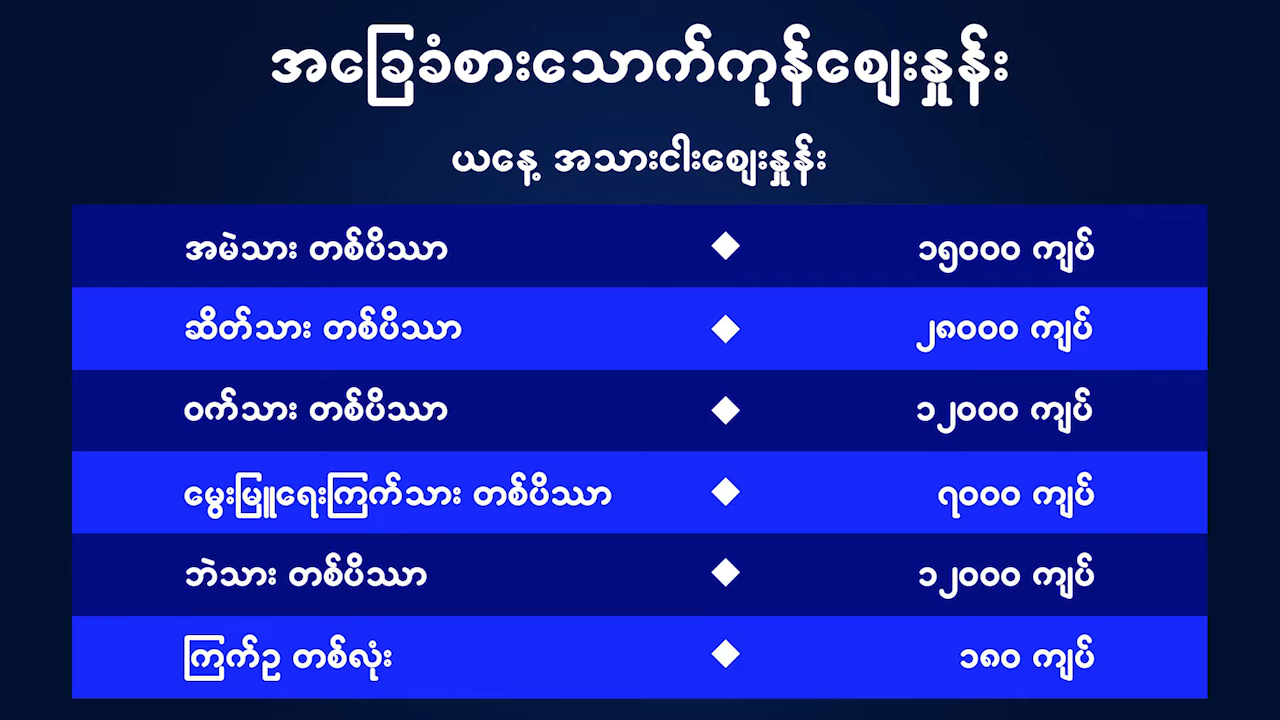 အခြေခံစားသောက်ကုန်ဈေးနှုန်း
ယနေ့ အသားငါးဈေးနှုန်း
အမဲသား တစ်ပိဿာ ◆ ၁၅၀၀၀ ကျပ်
ဆိတ်သား တစ်ပိဿာ ◆ ၂၈၀၀၀ ကျပ်
ဝက်သား တစ်ပိဿာ ◆ ၁၂၀၀၀ ကျပ်
မွေးမြူရေးကြက်သား တစ်ပိဿာ ◆ ၇၀၀၀ ကျပ်
ဘဲသား တစ်ပိဿာ ◆ ၁၂၀၀၀ ကျပ်
ကြက်ဥ တစ်လုံး ◆ ၁၈၀ ကျပ်